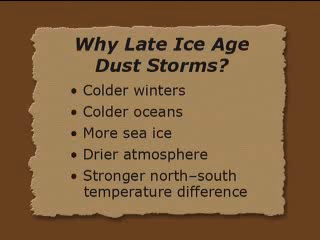 Why Late Ice Age
Dust Storms?
• Colder winters
• Colder oceans
• More sea ice
• Drier atmosphere
• Stronger north–south
temperature difference